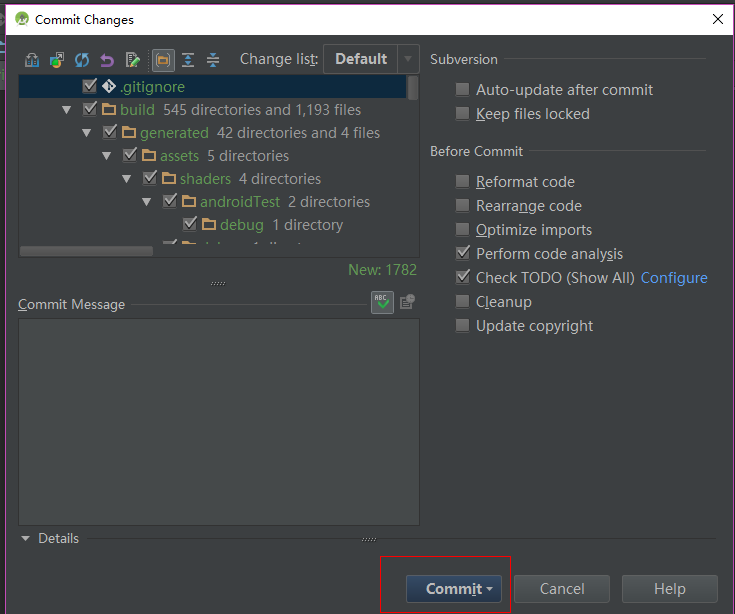 Commit Changes
Change list: Default
.gitignore
build 545 directories and 1,193 files
generated 42 directories and 4 files
assets 5 directories
shaders 4 directories
androidTest 2 directories
debug 1 directory
New: 1782
Commit Message
ABC
Details
Subversion
Auto-update after commit
Keep files locked
Before Commit
Reformat code
Rearrange code
Optimize imports
Perform code analysis
Check TODO (Show All) Configure
Cleanup
Update copyright
Commit Cancel Help